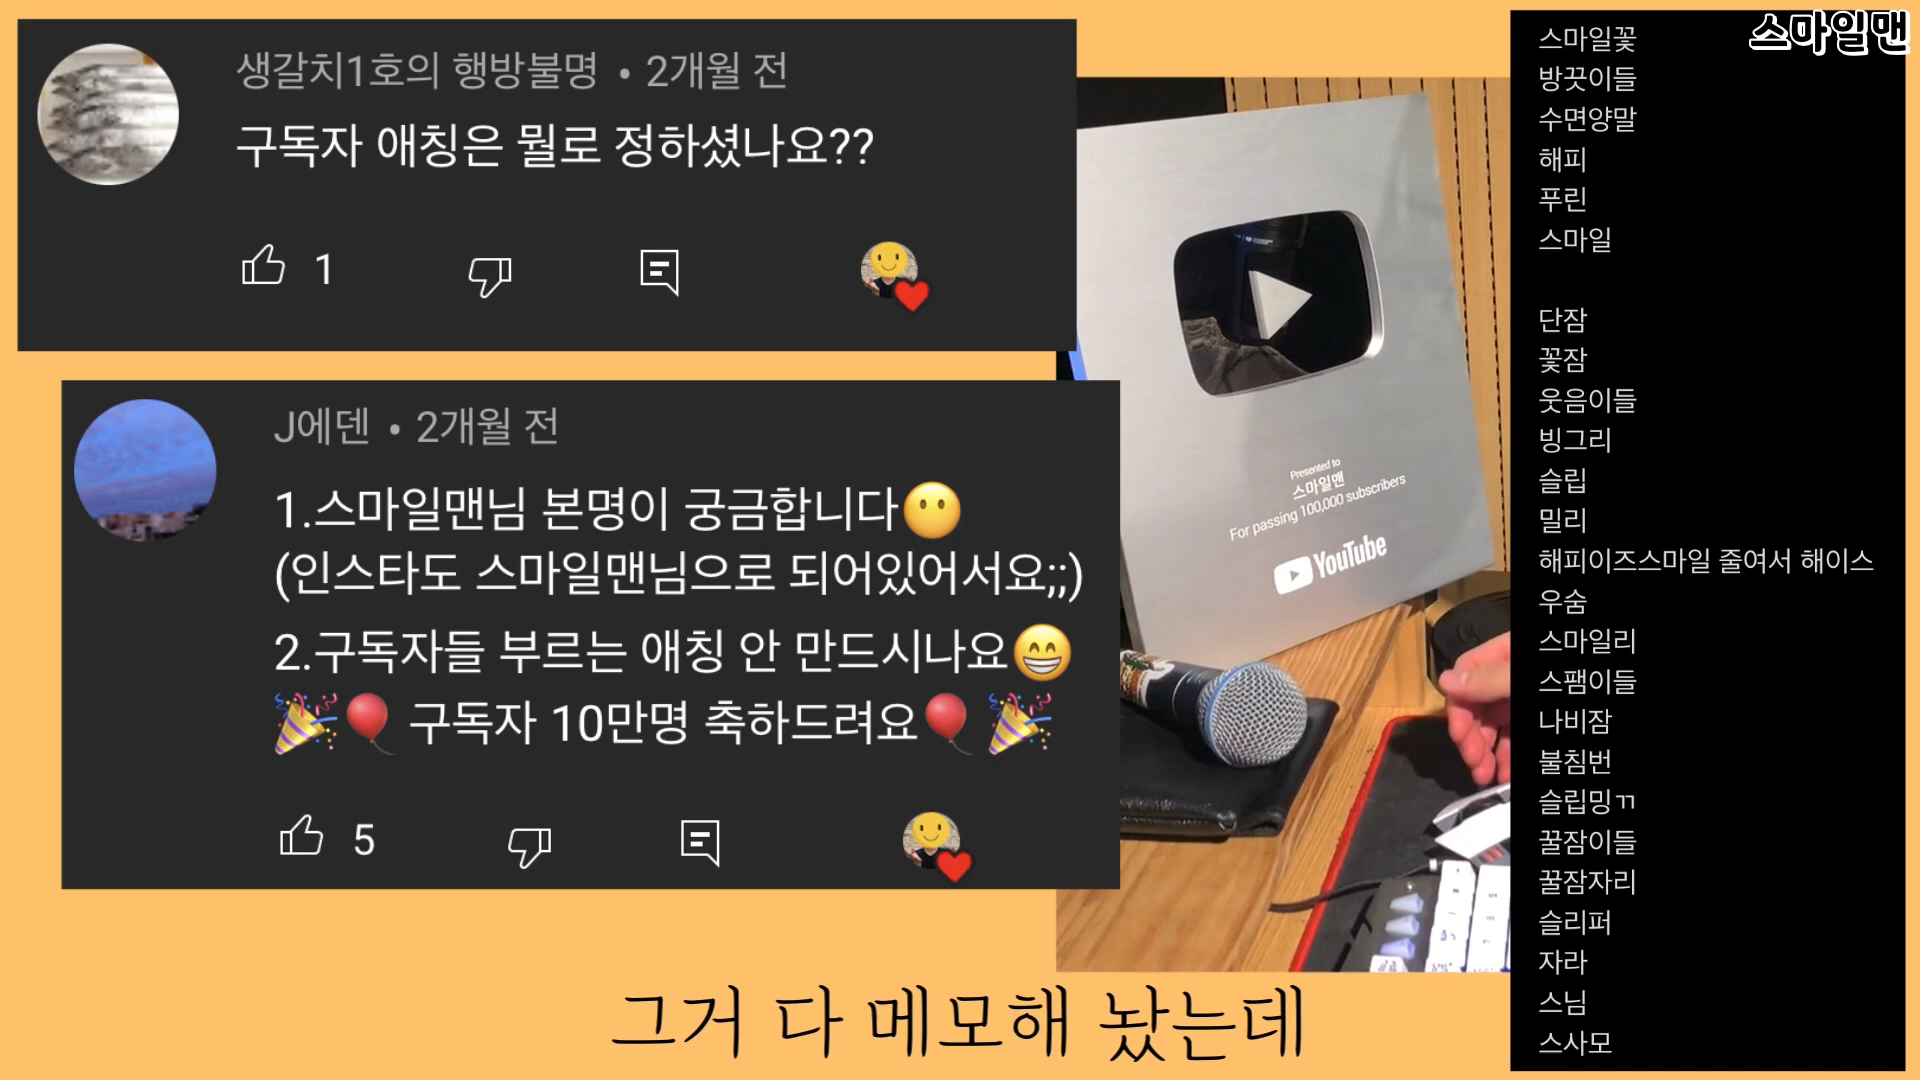 생갈치1호의 행방불명 • 2개월 전
구독자 애칭은 뭘로 정하셨나요??
1
J에덴 • 2개월 전
1.스마일맨님 본명이 궁금합니다😶
(인스타도 스마일맨님으로 되어있어서요;;)
2.구독자들 부르는 애칭 안 만드시나요😁
🎉🎈 구독자 10만명 축하드려요🎈🎉
5
Presented to
스마일맨
For passing 100,000 subscribers
YouTube
스마일맨
스마일꽃
방끗이들
수면양말
해피
푸린
스마일
단잠
꽃잠
웃음이들
빙그리
슬립
밀리
해피이즈스마일 줄여서 해이스
우숨
스마일리
스팸이들
나비잠
불침번
슬립밍ㄲ
꿀잠이들
꿀잠자리
슬리퍼
자라
스님
스사모
그거 다 메모해 놨는데